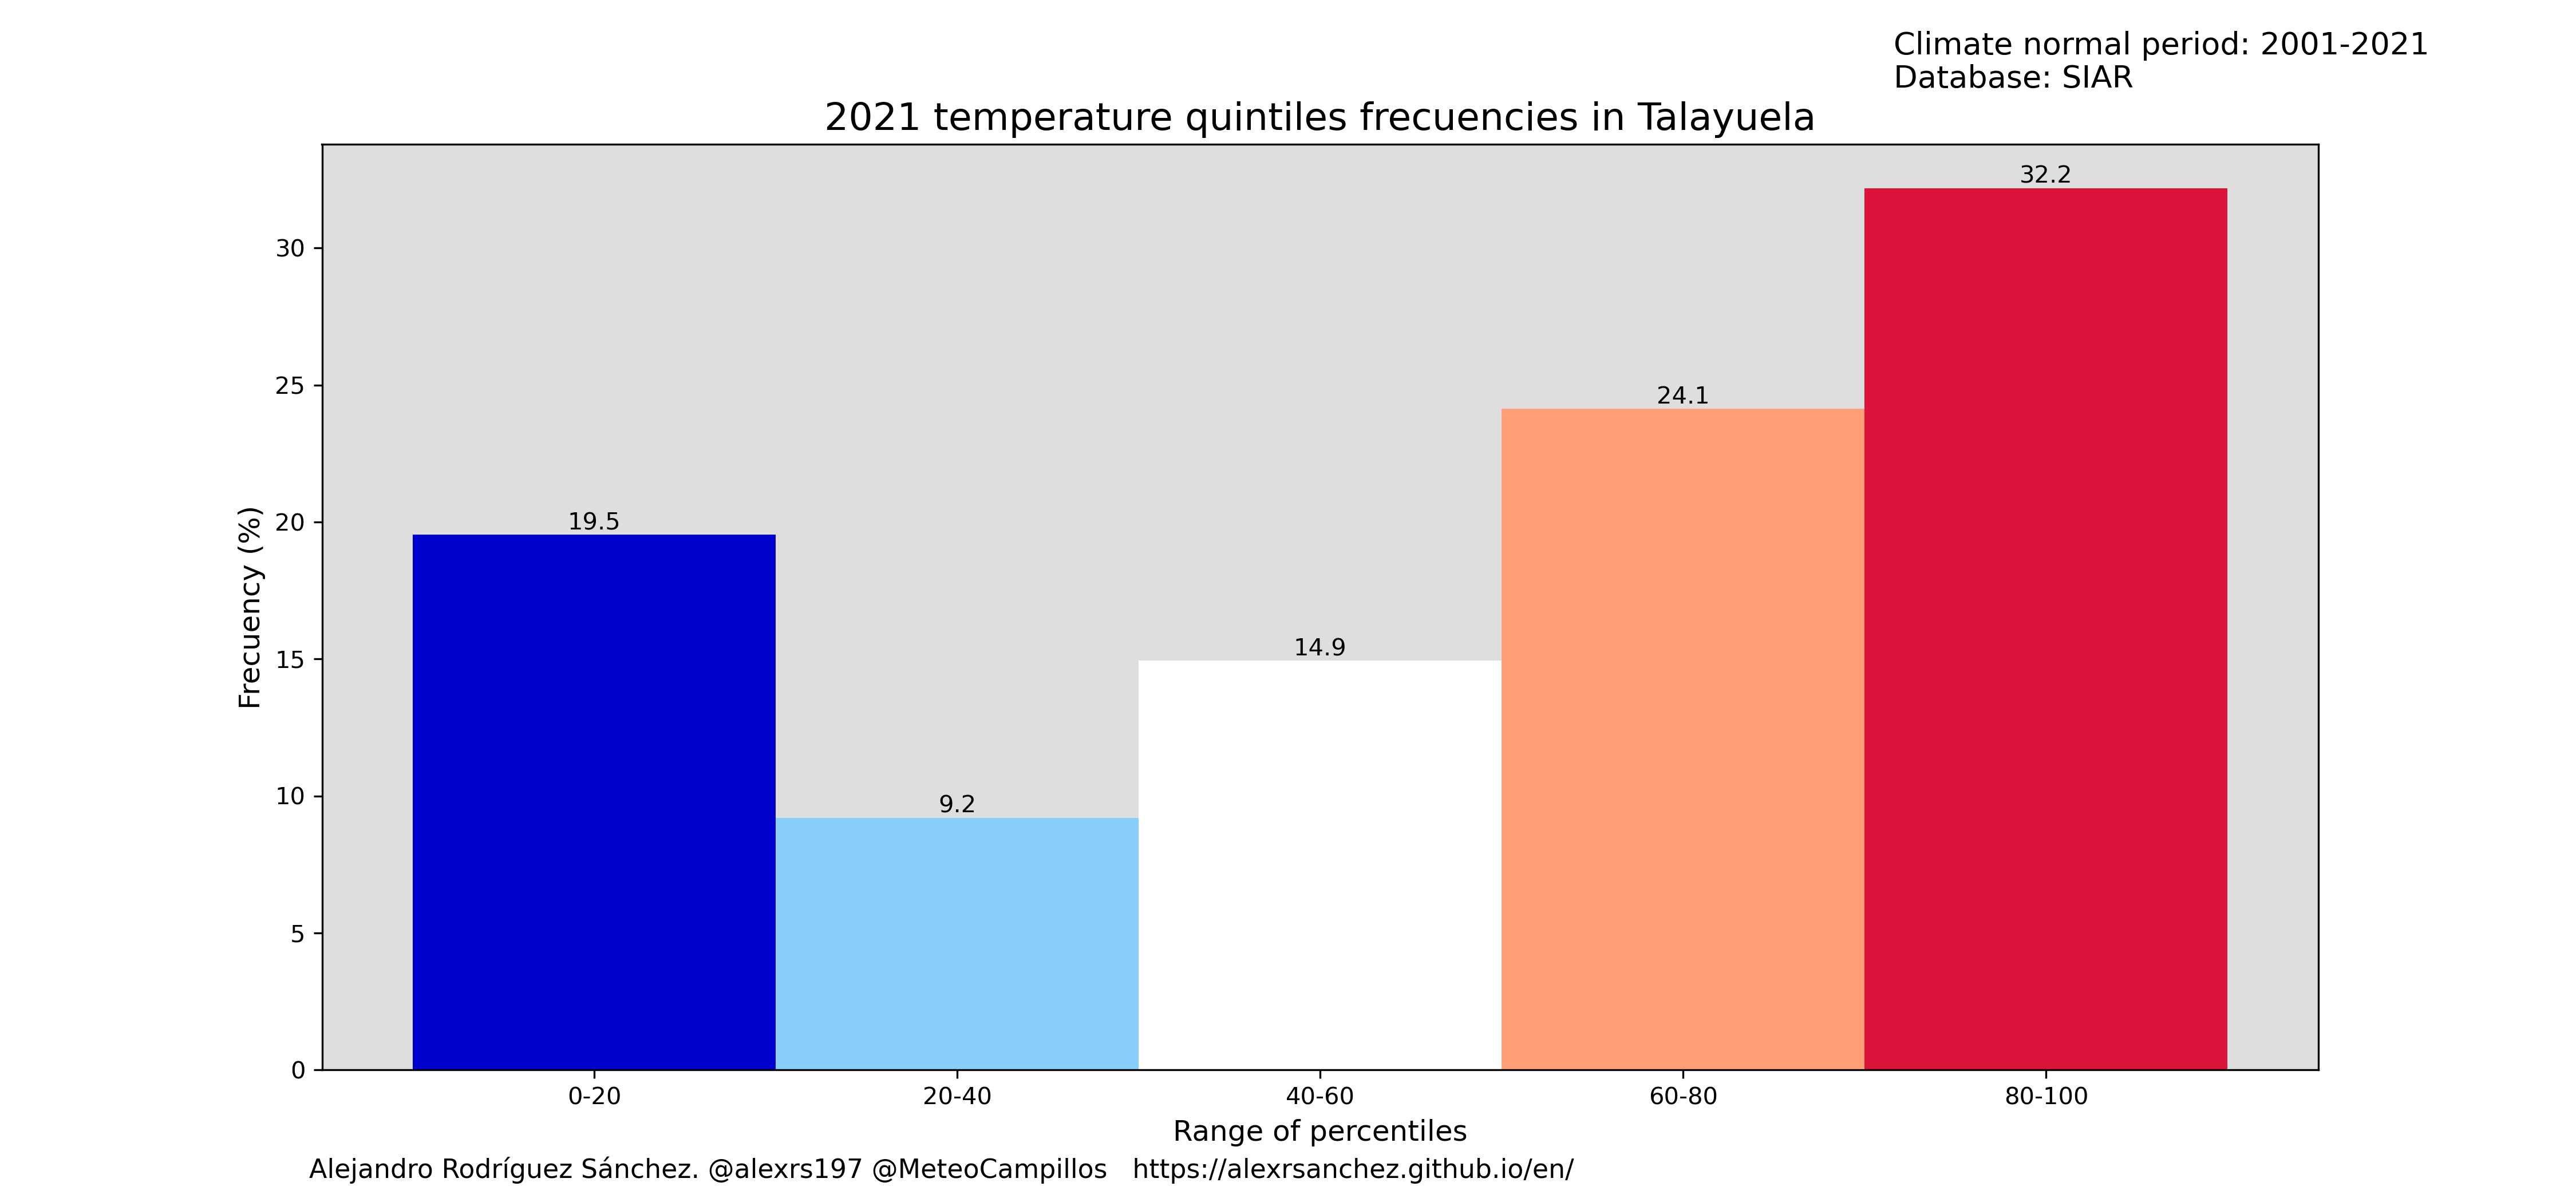 Climate normal period: 2001-2021
Database: SIAR
2021 temperature quintiles frecuencies in Talayuela
32.2
30
25
24.1
20
19.5
15
14.9
10
9.2
5
0
Frecuency (%)
0-20 20-40 40-60 60-80 80-100
Range of percentiles
Alejandro Rodríguez Sánchez. @alexrs197 @MeteoCampillos https://alexrsanchez.github.io/en/